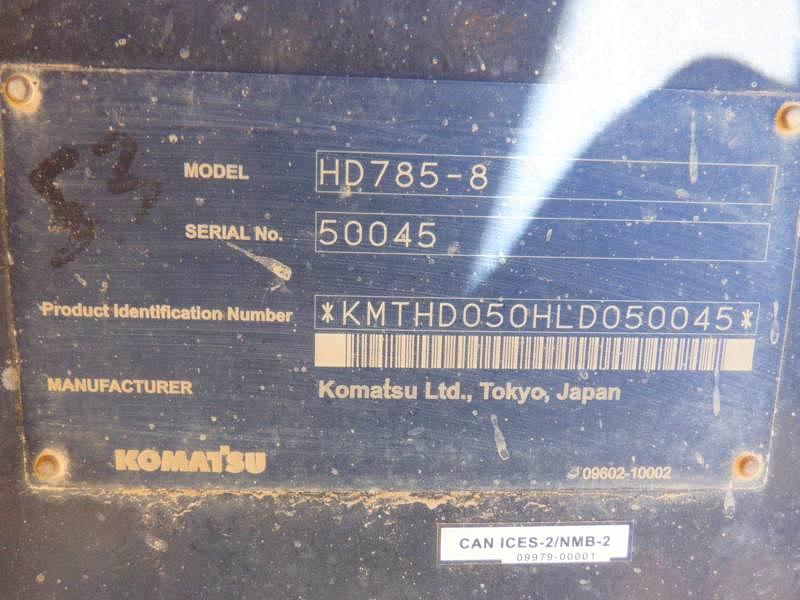 53
MODEL HD785-8
SERIAL No. 50045
Product Identification Number *KMTHD050HLD050045*
MANUFACTURER Komatsu Ltd., Tokyo, Japan
KOMATSU 09602-10002
CAN ICES-2/NMB-2
09979-00001